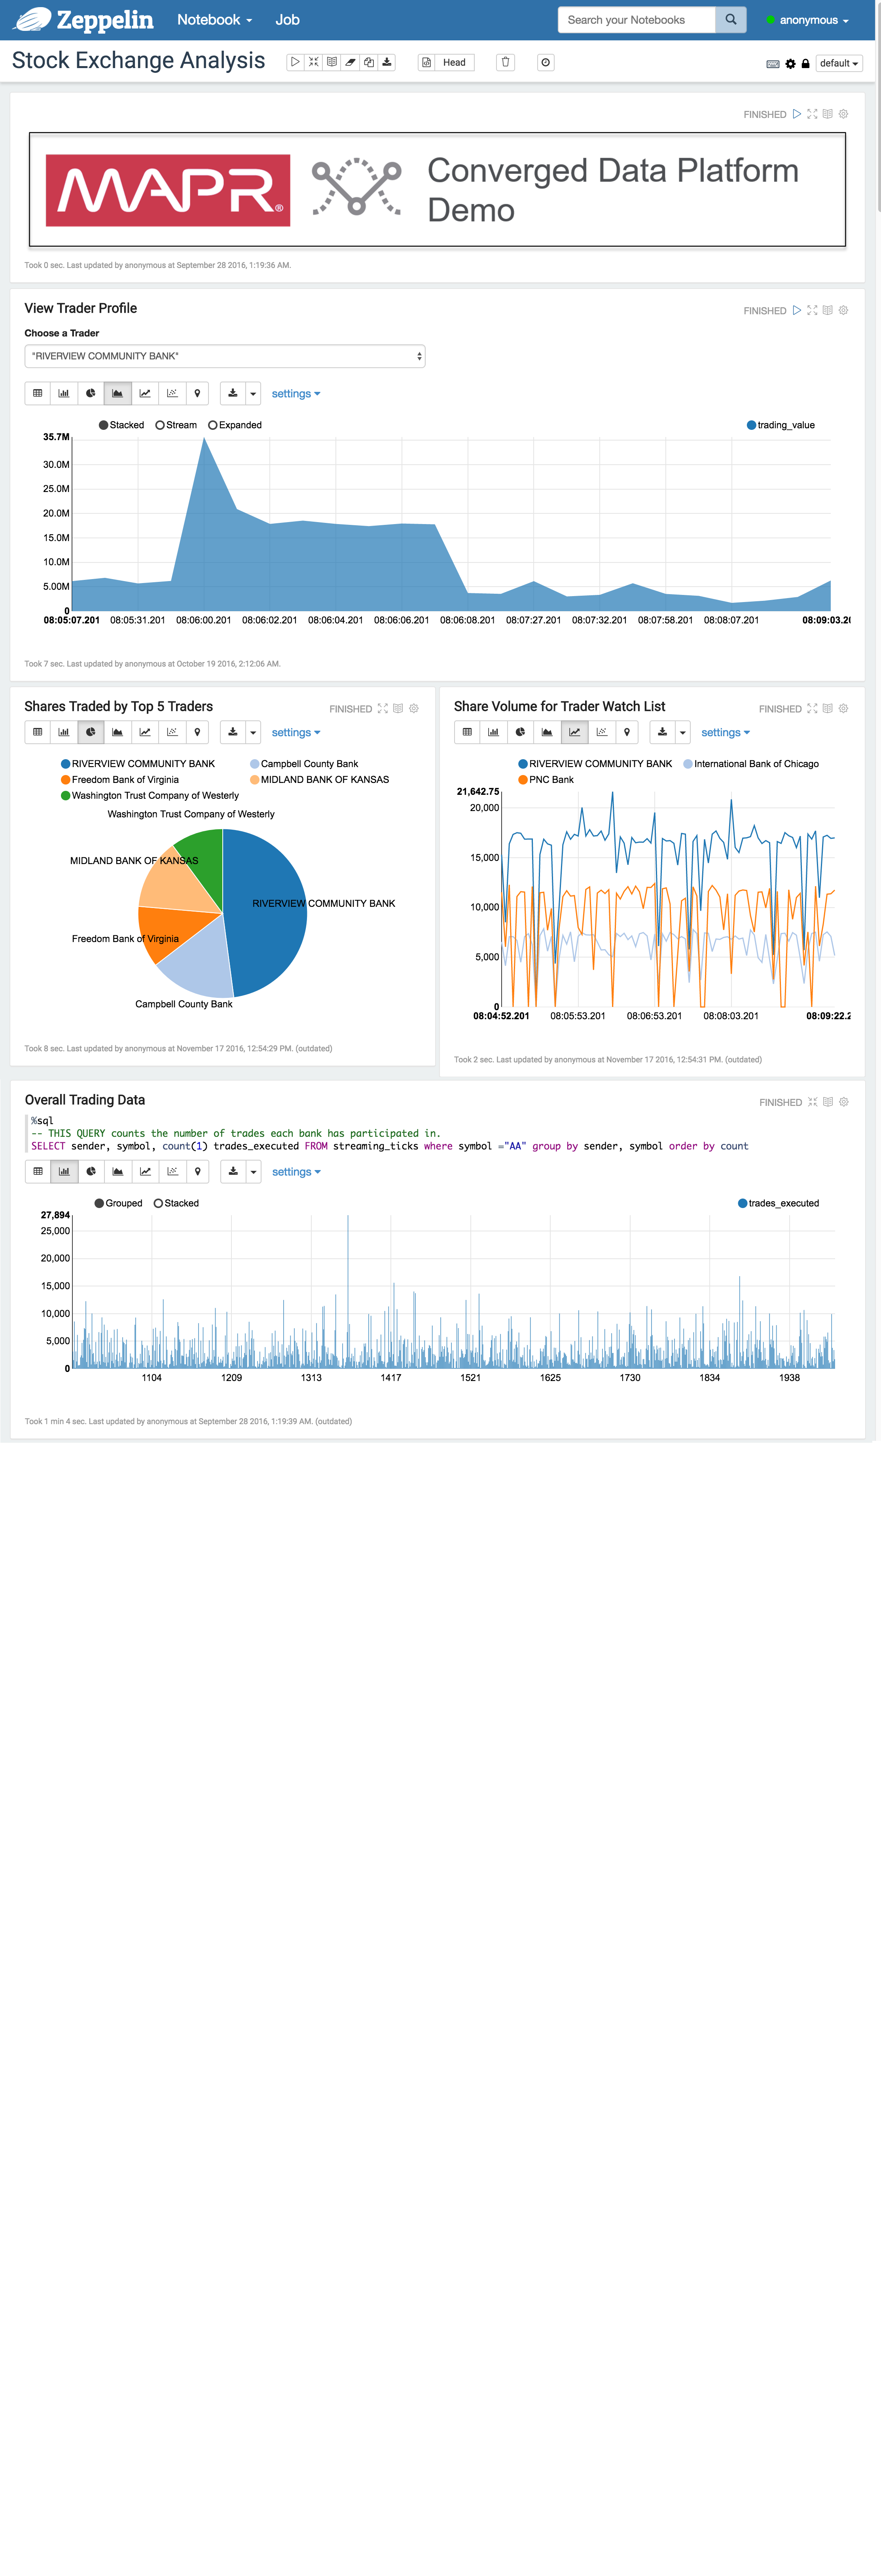 Zeppelin Notebook Job Search your Notebooks anonymous
Stock Exchange Analysis Head default
FINISHED
MAPR® Converged Data Platform
Demo
Took 0 sec. Last updated by anonymous at September 28 2016, 1:19:36 AM.
View Trader Profile FINISHED
Choose a Trader
"RIVERVIEW COMMUNITY BANK"
settings
Stacked Stream Expanded trading_value
35.7M
30.0M
25.0M
20.0M
15.0M
10.0M
5.00M
0
08:05:07.201 08:05:31.201 08:06:00.201 08:06:02.201 08:06:04.201 08:06:06.201 08:06:08.201 08:07:27.201 08:07:32.201 08:07:58.201 08:08:07.201 08:09:03.20
Took 7 sec. Last updated by anonymous at October 19 2016, 2:12:06 AM.
Shares Traded by Top 5 Traders FINISHED
settings
RIVERVIEW COMMUNITY BANK Campbell County Bank
Freedom Bank of Virginia MIDLAND BANK OF KANSAS
Washington Trust Company of Westerly
Washington Trust Company of Westerly
MIDLAND BANK OF KANSAS
RIVERVIEW COMMUNITY BANK
Freedom Bank of Virginia
Campbell County Bank
Took 8 sec. Last updated by anonymous at November 17 2016, 12:54:29 PM. (outdated)
Share Volume for Trader Watch List FINISHED
settings
RIVERVIEW COMMUNITY BANK International Bank of Chicago
PNC Bank
21,642.75
20,000
15,000
10,000
5,000
0
08:04:52.201 08:05:53.201 08:06:53.201 08:08:03.201 08:09:22.2
Took 2 sec. Last updated by anonymous at November 17 2016, 12:54:31 PM. (outdated)
Overall Trading Data FINISHED
%sql
-- THIS QUERY counts the number of trades each bank has participated in.
SELECT sender, symbol, count(1) trades_executed FROM streaming_ticks where symbol ="AA" group by sender, symbol order by count
settings
Grouped Stacked trades_executed
27,894
25,000
20,000
15,000
10,000
5,000
0
1104 1209 1313 1417 1521 1625 1730 1834 1938
Took 1 min 4 sec. Last updated by anonymous at September 28 2016, 1:19:39 AM. (outdated)